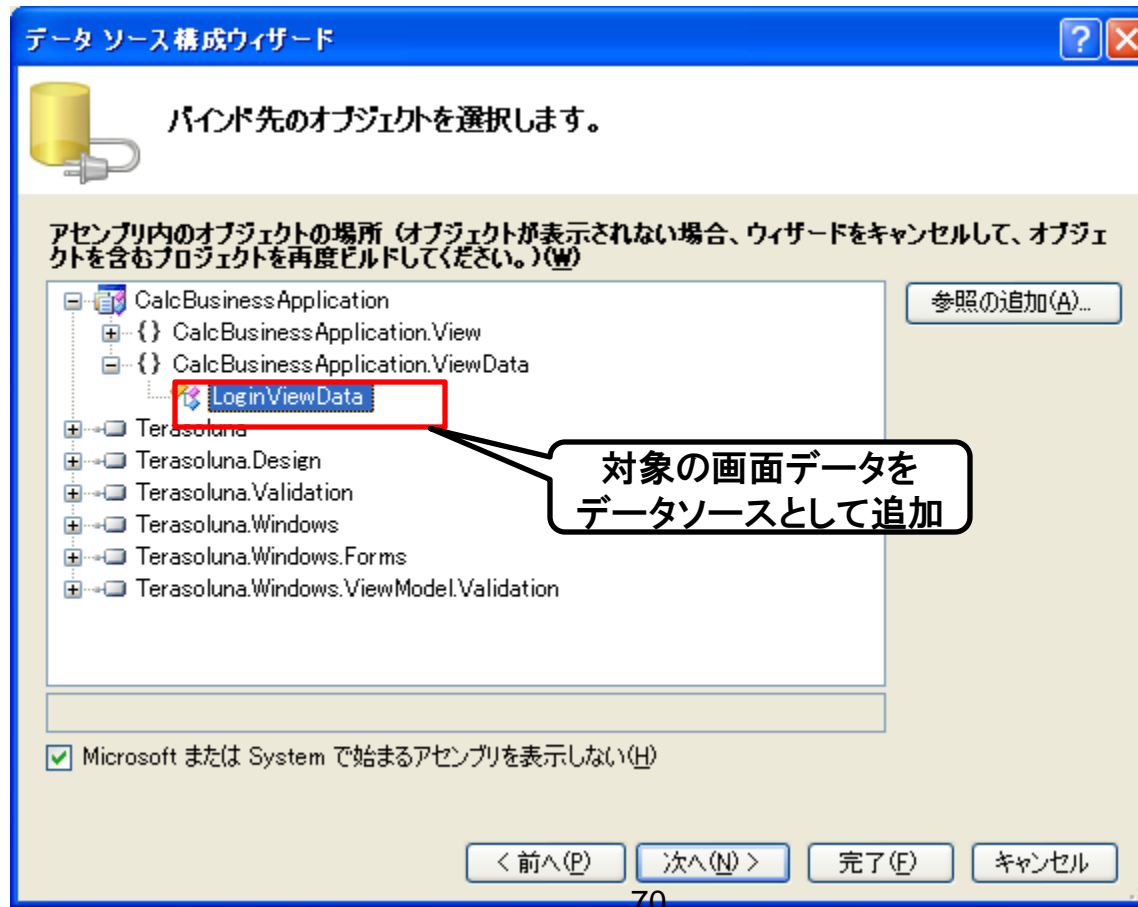 データ ソース構成ウィザード
バインド先のオブジェクトを選択します。
アセンブリ内のオブジェクトの場所（オブジェクトが表示されない場合、ウィザードをキャンセルして、オブジェ
クトを含むプロジェクトを再度ビルドしてください。）(W)
CalcBusinessApplication
参照の追加(A)...
{} CalcBusinessApplication.View
{} CalcBusinessApplication.ViewData
LoginViewData
Terasoluna
Terasoluna.Design
Terasoluna.Validation
Terasoluna.Windows
Terasoluna.Windows.Forms
Terasoluna.Windows.ViewModel.Validation
対象の画面データを
データソースとして追加
Microsoft または System で始まるアセンブリを表示しない(H)
< 前へ(P)
次へ(N) >
完了(F)
キャンセル
70